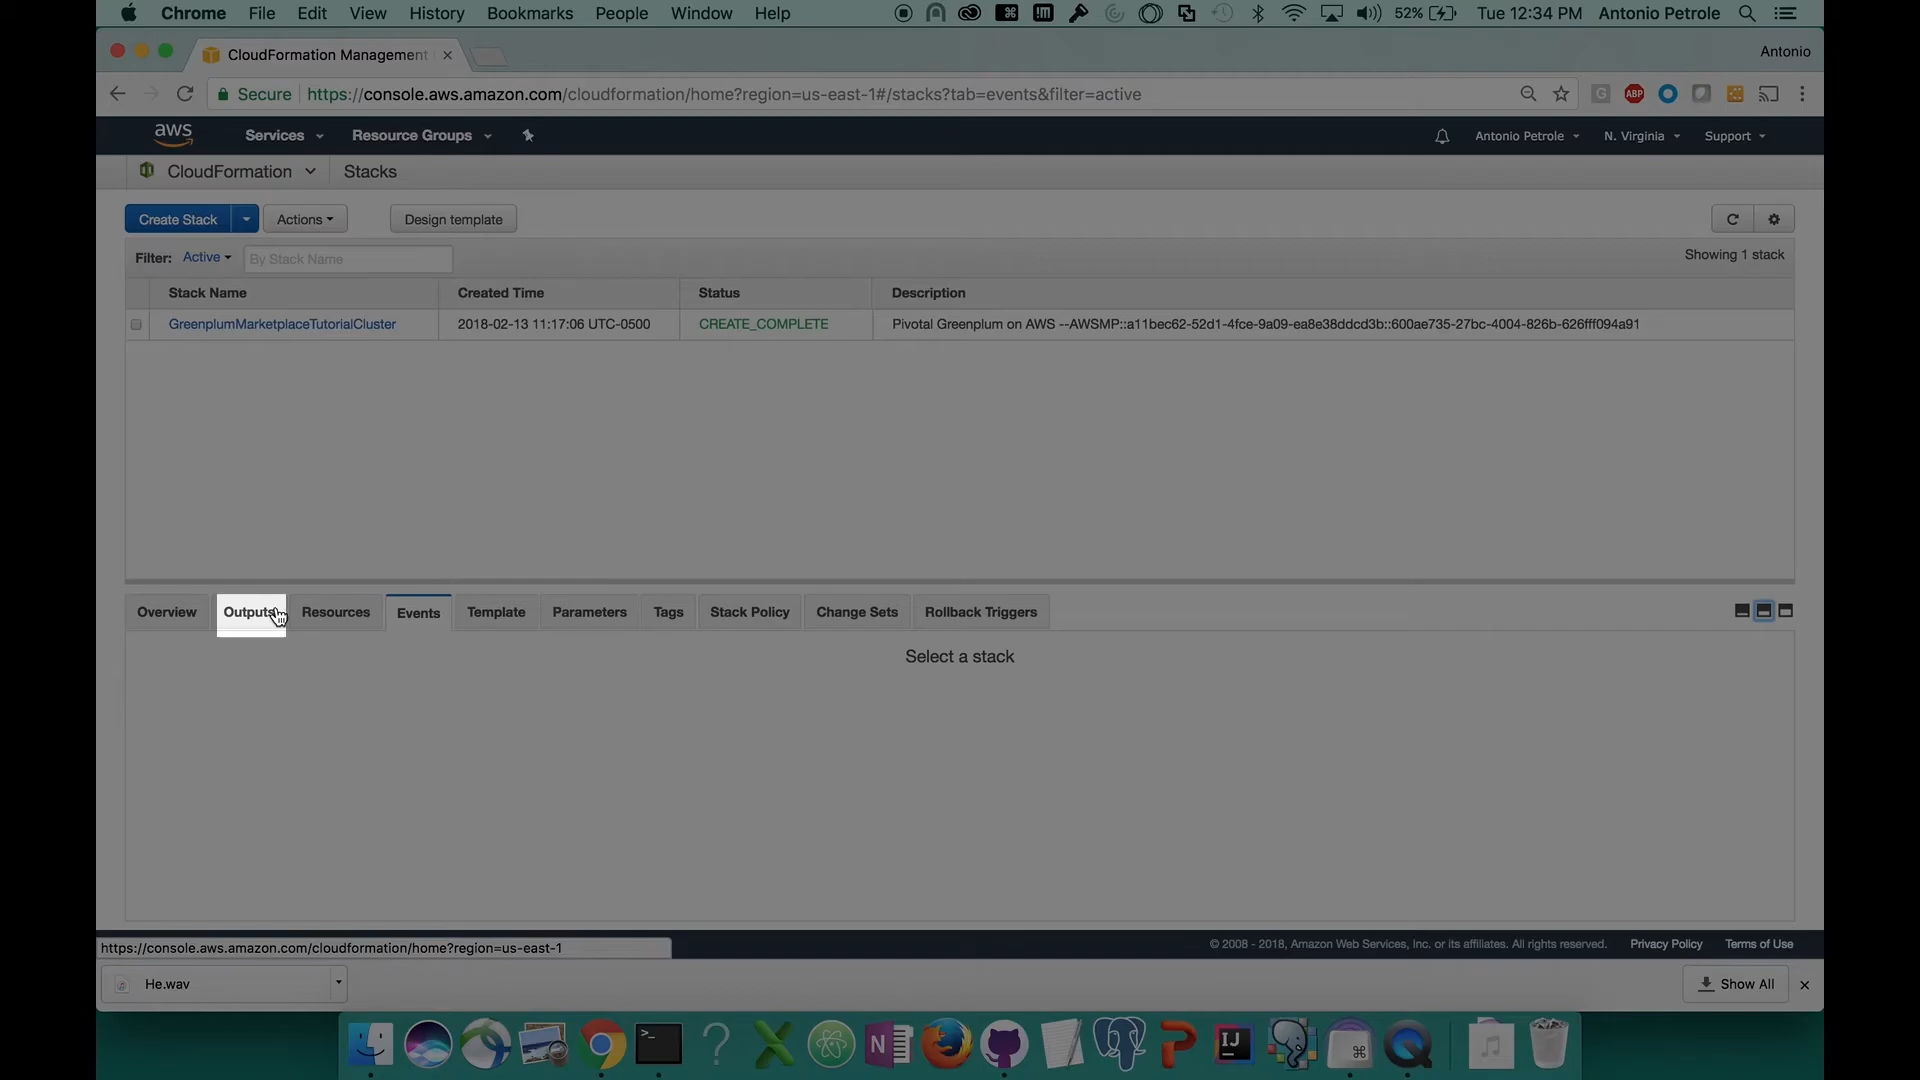 Chrome File Edit View History Bookmarks People Window Help 52% Tue 12:34 PM Antonio Petrole
CloudFormation Management Antonio
Secure https://console.aws.amazon.com/cloudformation/home?region=us-east-1#/stacks?tab=events&filter=active ABP
aws Services Resource Groups Antonio Petrole N. Virginia Support
CloudFormation Stacks
Create Stack Actions Design template
Filter: Active By Stack Name Showing 1 stack
Stack Name Created Time Status Description
GreenplumMarketplaceTutorialCluster 2018-02-13 11:17:06 UTC-0500 CREATE_COMPLETE Pivotal Greenplum on AWS --AWSMP::a11bec62-52d1-4fce-9a09-ea8e38ddcd3b::600ae735-27bc-4004-826b-626fff094a91
Overview Outputs Resources Events Template Parameters Tags Stack Policy Change Sets Rollback Triggers
Select a stack
https://console.aws.amazon.com/cloudformation/home?region=us-east-1 © 2008 - 2018, Amazon Web Services, Inc. or its affiliates. All rights reserved. Privacy Policy Terms of Use
He.wav Show All